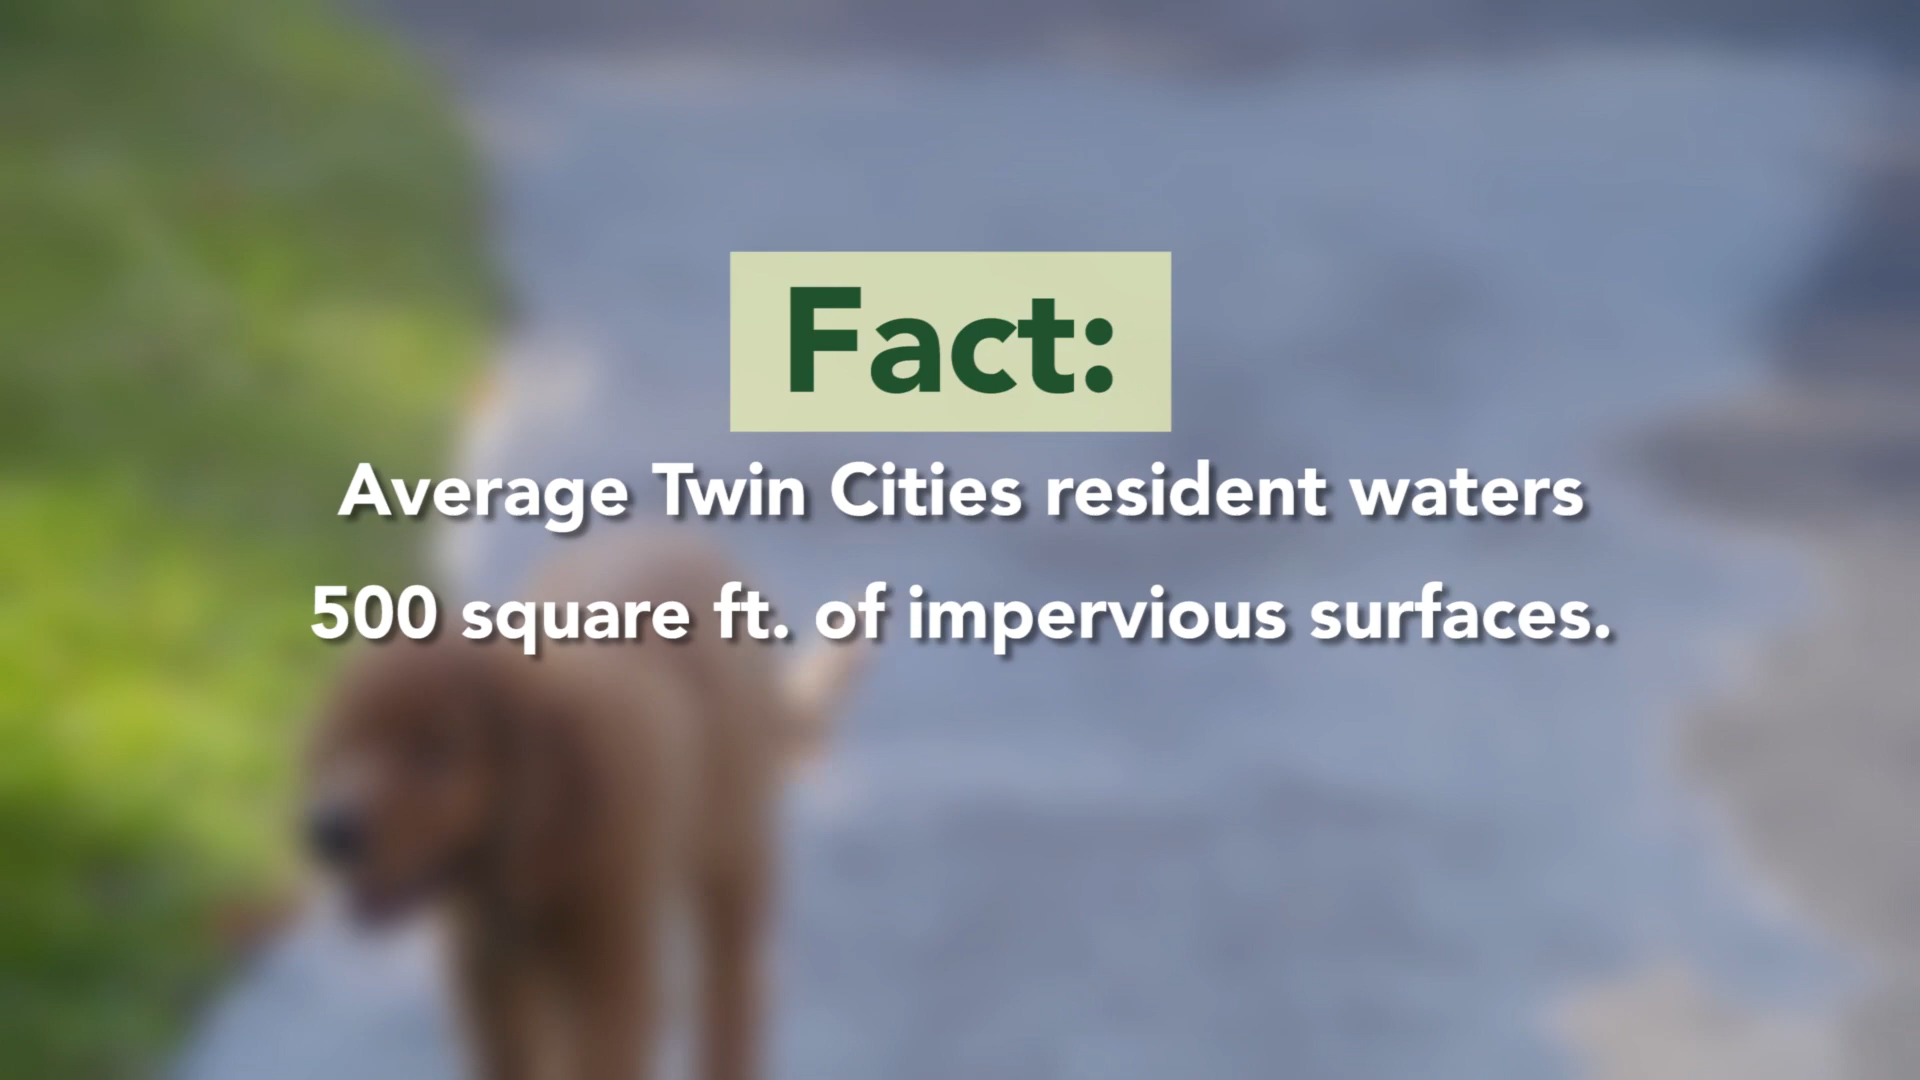 Fact:
Average Twin Cities resident waters
500 square ft. of impervious surfaces.